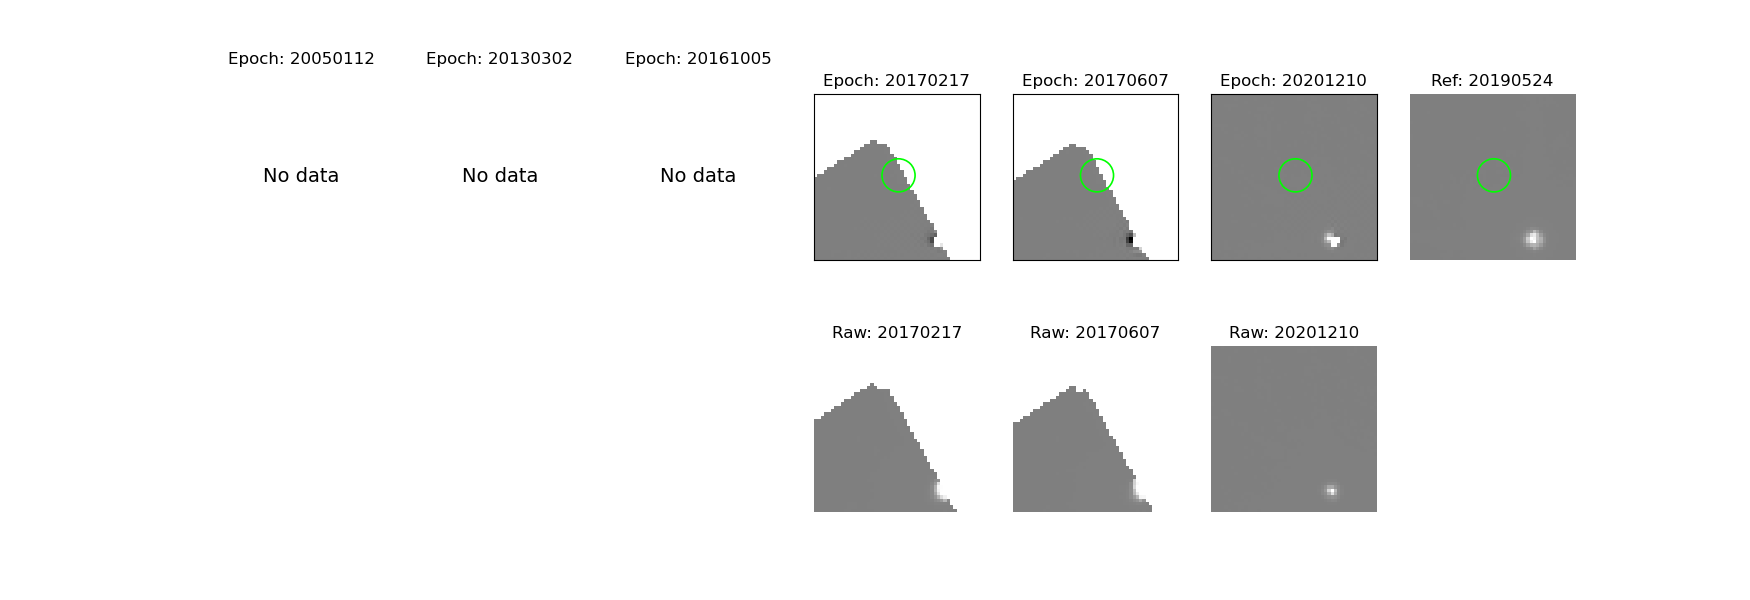 Epoch: 20050112
Epoch: 20130302
Epoch: 20161005
Epoch: 20170217
Epoch: 20170607
Epoch: 20201210
Ref: 20190524
No data
No data
No data
Raw: 20170217
Raw: 20170607
Raw: 20201210